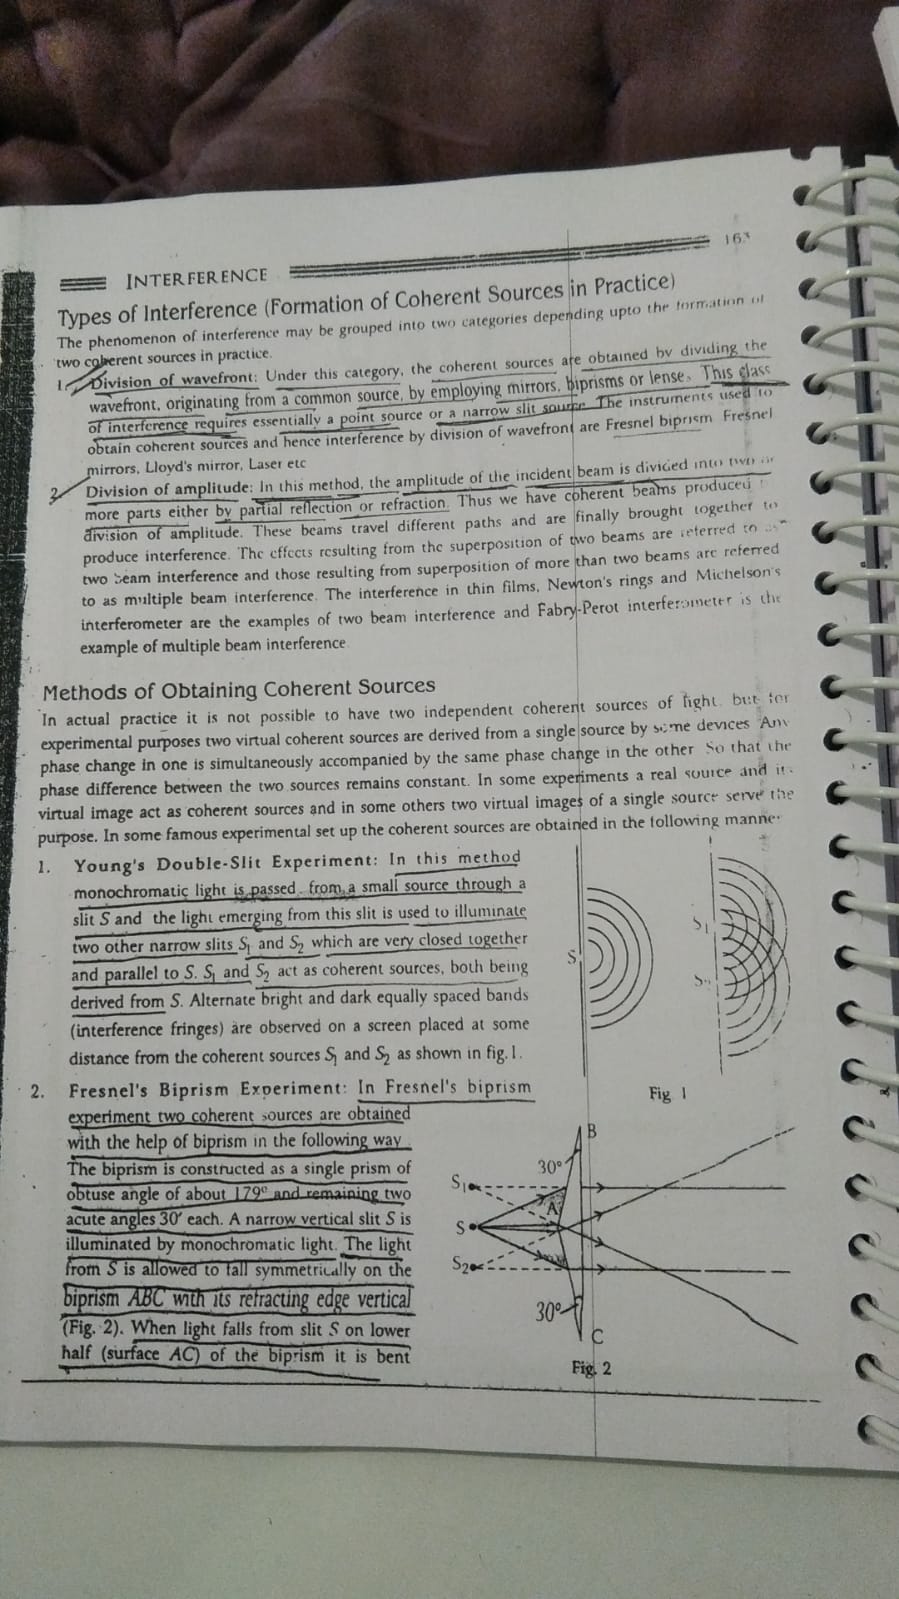 163
INTERFERENCE
Types of Interference (Formation of Coherent Sources in Practice)
The phenomenon of interference may be grouped into two categories depending upto the formation of
two coherent sources in practice.
1. Division of wavefront: Under this category, the coherent sources are obtained by dividing the
wavefront, originating from a common source, by employing mirrors, biprisms or lense. This class
of interference requires essentially a point source or a narrow slit source. The instruments used to
obtain coherent sources and hence interference by division of wavefront are Fresnel biprism Fresnel
mirrors, Lloyd's mirror, Laser etc
2. Division of amplitude: In this method, the amplitude of the incident beam is divided into two or
more parts either by partial reflection or refraction. Thus we have coherent beams produced
division of amplitude. These beams travel different paths and are finally brought together to
produce interference. The effects resulting from the superposition of two beams are referred to as
two beam interference and those resulting from superposition of more than two beams are referred
to as multiple beam interference. The interference in thin films, Newton's rings and Michelson's
interferometer are the examples of two beam interference and Fabry-Perot interferometer is the
example of multiple beam interference
Methods of Obtaining Coherent Sources
In actual practice it is not possible to have two independent coherent sources of light. but for
experimental purposes two virtual coherent sources are derived from a single source by some devices Any
phase change in one is simultaneously accompanied by the same phase change in the other So that the
phase difference between the two sources remains constant. In some experiments a real source and its
virtual image act as coherent sources and in some others two virtual images of a single source serve the
purpose. In some famous experimental set up the coherent sources are obtained in the following manner
1. Young's Double-Slit Experiment: In this method
monochromatic light is passed from a small source through a
slit S and the light emerging from this slit is used to illuminate
two other narrow slits S₁ and S₂ which are very closed together
and parallel to S. S₁ and S₂ act as coherent sources, both being
derived from S. Alternate bright and dark equally spaced bands
(interference fringes) are observed on a screen placed at some
distance from the coherent sources S₁ and S₂ as shown in fig.1.
S
S₁
S₂
Fig 1
2. Fresnel's Biprism Experiment: In Fresnel's biprism
experiment two coherent sources are obtained
with the help of biprism in the following way
The biprism is constructed as a single prism of
obtuse angle of about 179° and remaining two
acute angles 30' each. A narrow vertical slit S is
illuminated by monochromatic light. The light
from S is allowed to fall symmetrically on the
biprism ABC with its refracting edge vertical
(Fig. 2). When light falls from slit S on lower
half (surface AC) of the biprism it is bent
B
30°
S₁
A
S
S₂
30°
C
Fig. 2